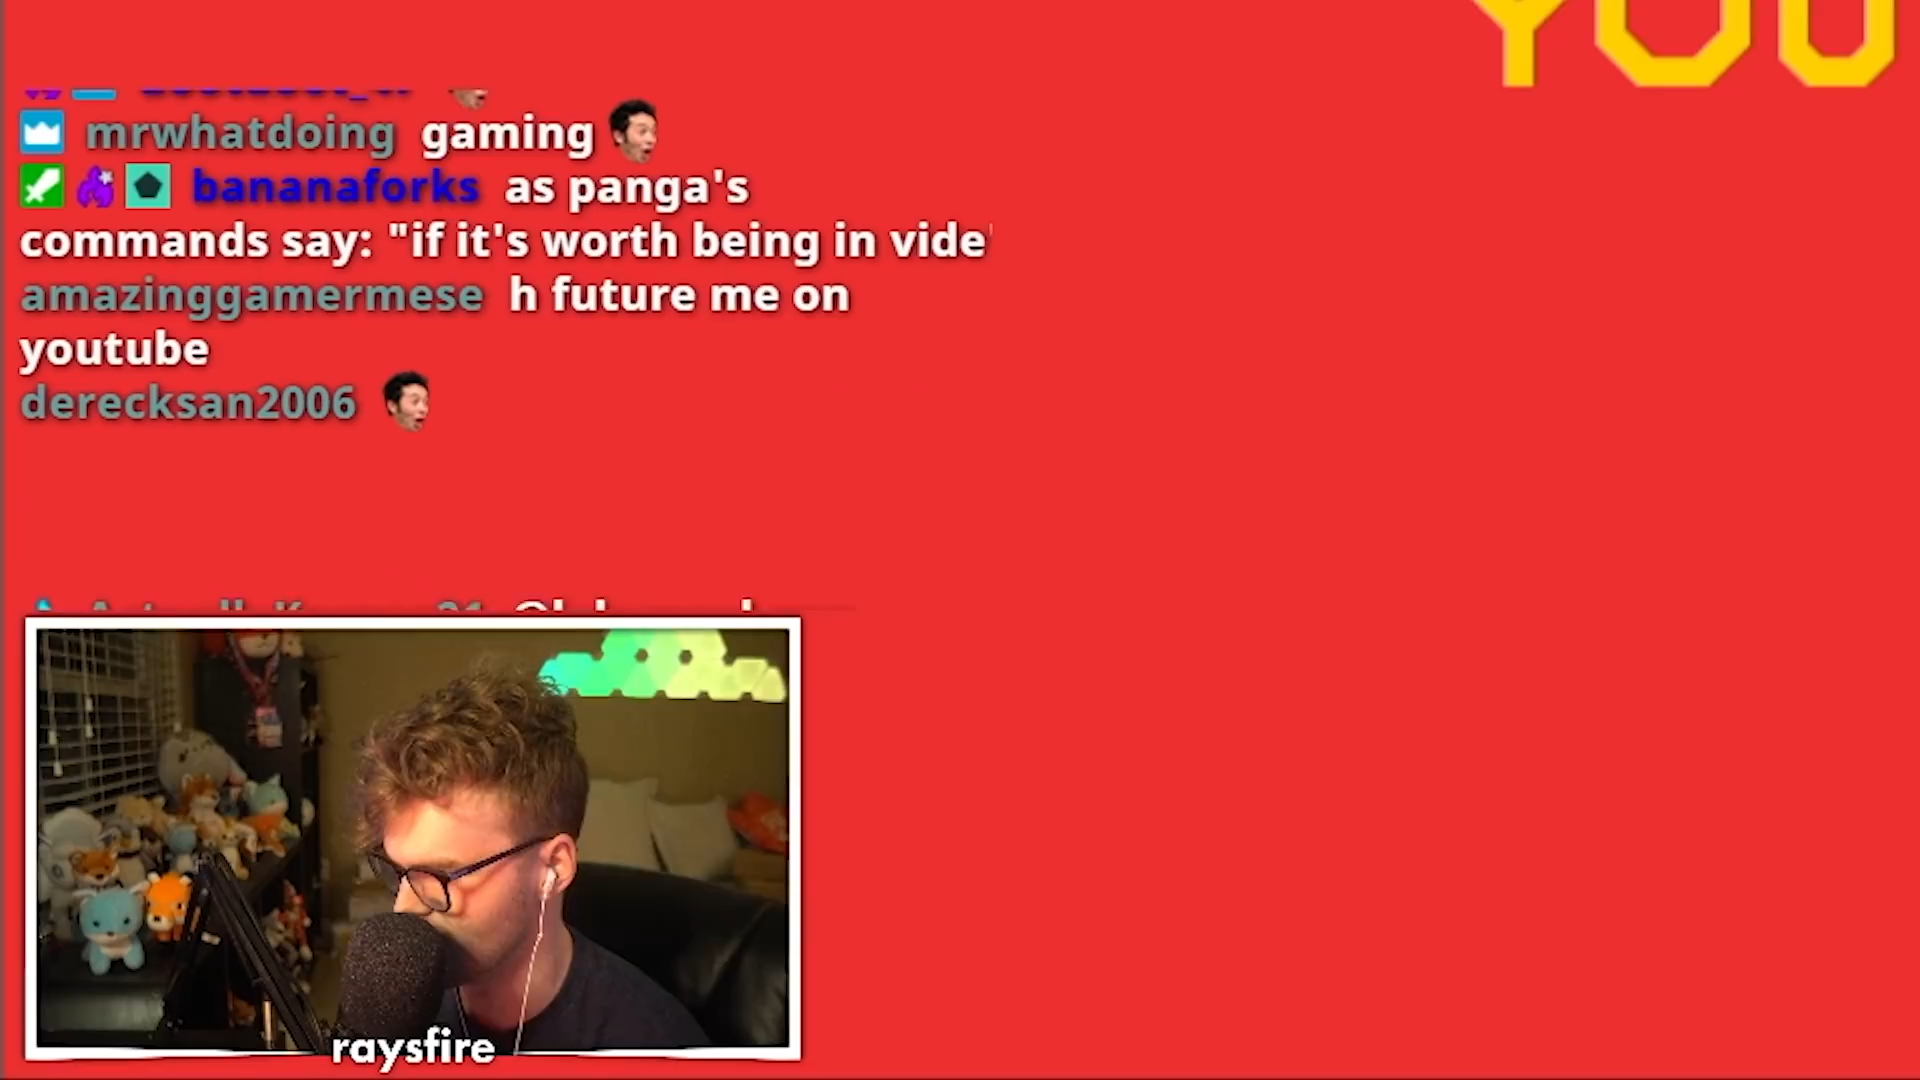 YOU
mrwhatdoing gaming
bananaforks as panga's
commands say: "if it's worth being in vide
amazinggamermese h future me on
youtube
derecksan2006
raysfire